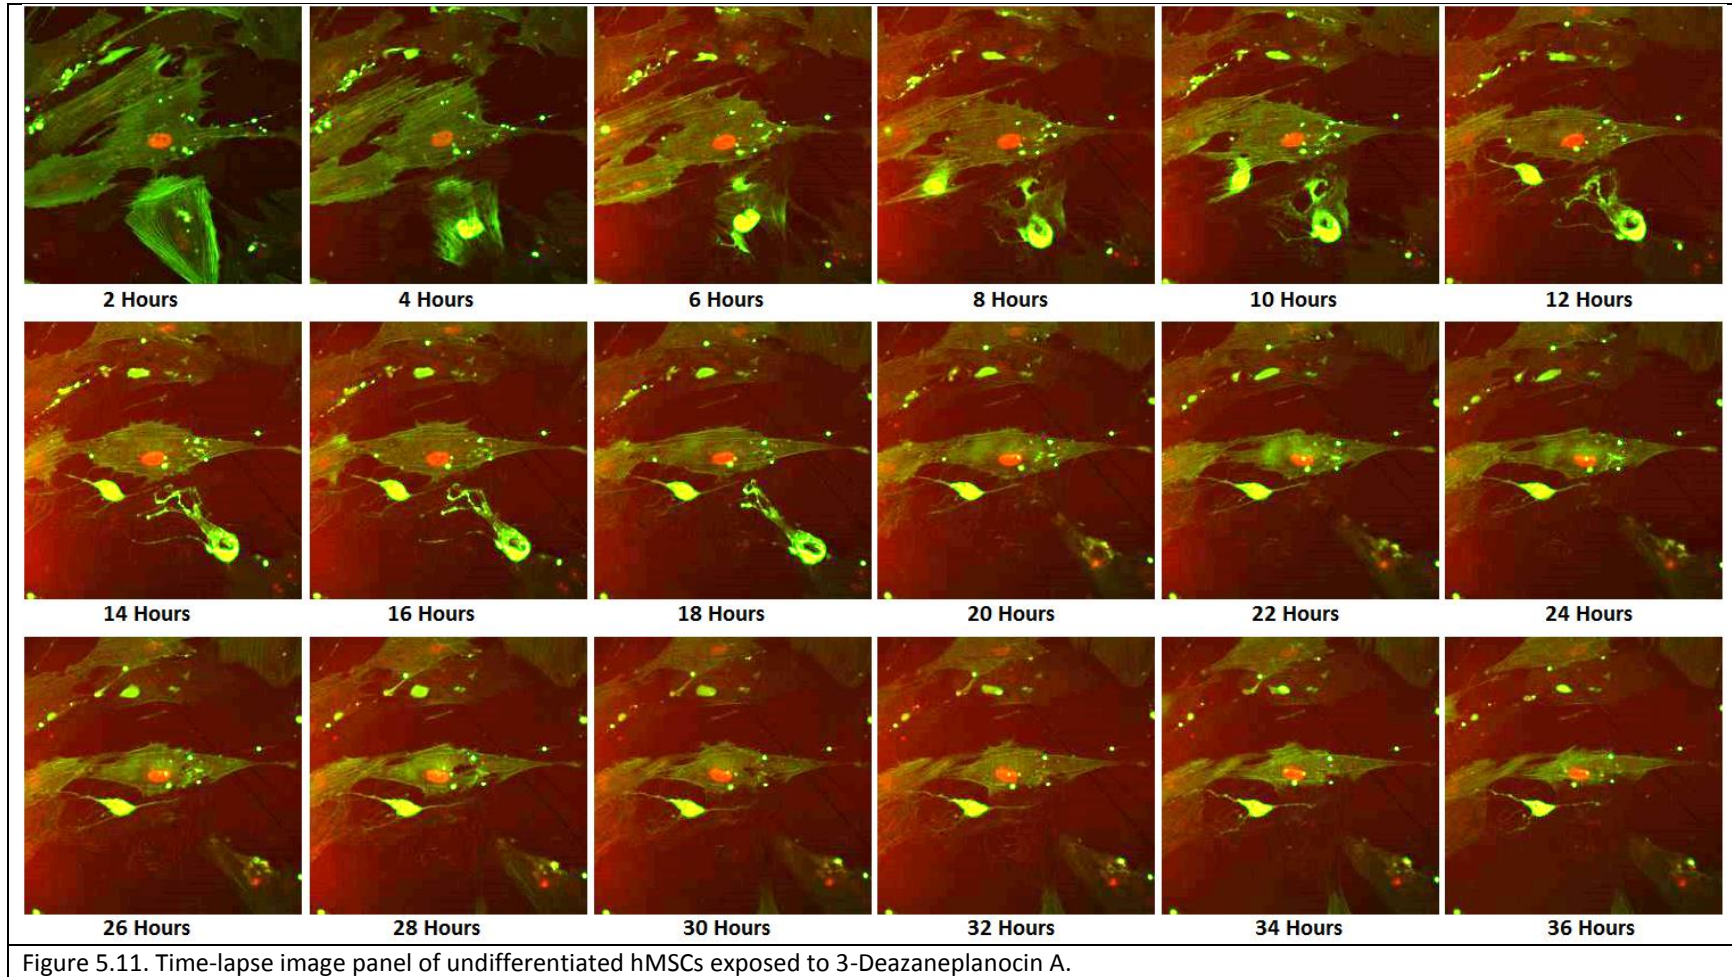 2 Hours 4 Hours 6 Hours 8 Hours 10 Hours 12 Hours
14 Hours 16 Hours 18 Hours 20 Hours 22 Hours 24 Hours
26 Hours 28 Hours 30 Hours 32 Hours 34 Hours 36 Hours
Figure 5.11. Time-lapse image panel of undifferentiated hMSCs exposed to 3-Deazaneplanocin A.